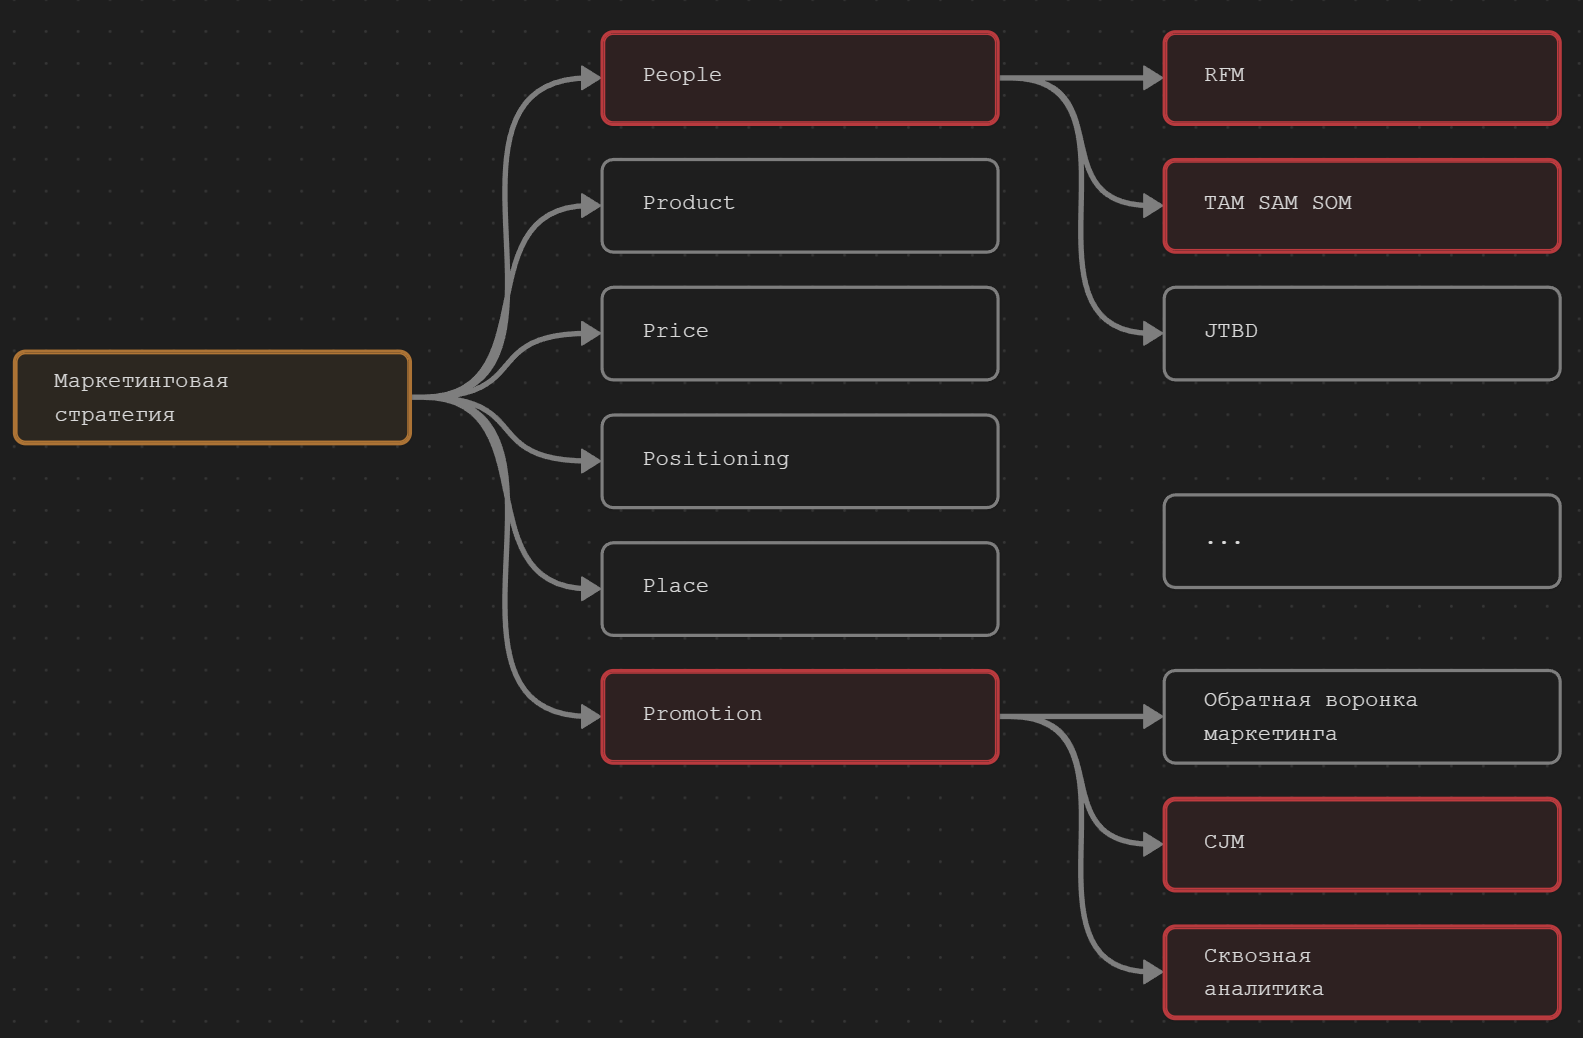 Маркетинговая
стратегия
People
Product
Price
Positioning
Place
Promotion
RFM
TAM SAM SOM
JTBD
...
Обратная воронка
маркетинга
CJM
Сквозная
аналитика